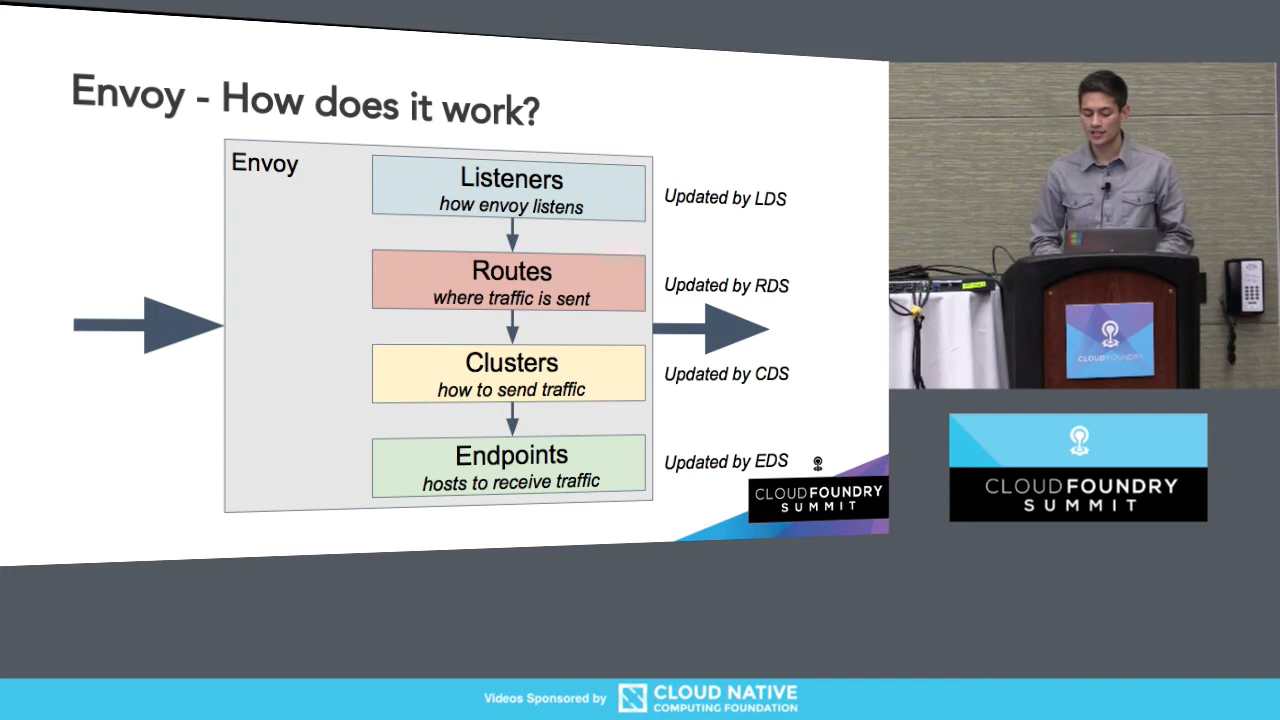 Envoy - How does it work?
Envoy
Listeners
how envoy listens
Updated by LDS
Routes
where traffic is sent
Updated by RDS
Clusters
how to send traffic
Updated by CDS
Endpoints
hosts to receive traffic
Updated by EDS
CLOUDFOUNDRY
SUMMIT
CLOUDFOUNDRY
CLOUDFOUNDRY
SUMMIT
Videos Sponsored by
CLOUD NATIVE
COMPUTING FOUNDATION